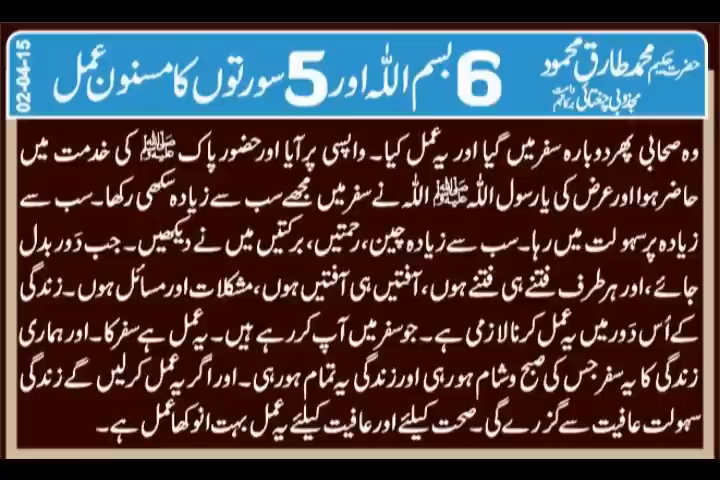 حضرت حکیم محمد طارق محمود
مجذوبی چغتائی دامت برکاتہم
6 بسم اللہ اور 5 سورتوں کا مسنون عمل
02-04-15
وہ صحابی پھر دوبارہ سفر میں گیا اور یہ عمل کیا۔ واپسی پر آیا اور حضور پاک ﷺ کی خدمت میں
حاضر ہوا اور عرض کی یا رسول اللہ ﷺ اللہ نے سفر میں مجھے سب سے زیادہ سکھی رکھا۔ سب سے
زیادہ پر سہولت میں رہا۔ سب سے زیادہ چین، رحمتیں، برکتیں میں نے دیکھیں۔ جب دَور بدل
جائے، اور ہر طرف فتنے ہی فتنے ہوں، آفتیں ہی آفتیں ہوں، مشکلات اور مسائل ہوں۔ زندگی
کے اُس دَور میں یہ عمل کرنا لازمی ہے۔ جو سفر میں آپ کر رہے ہیں۔ یہ عمل ہے سفر کا۔ اور ہماری
زندگی کا یہ سفر جس کی صبح و شام ہو رہی اور زندگی یہ تمام ہو رہی۔ اور اگر یہ عمل کرلیں گے زندگی
سہولت عافیت سے گزرے گی۔ صحت کیلئے اور عافیت کیلئے یہ عمل بہت انوکھا عمل ہے۔